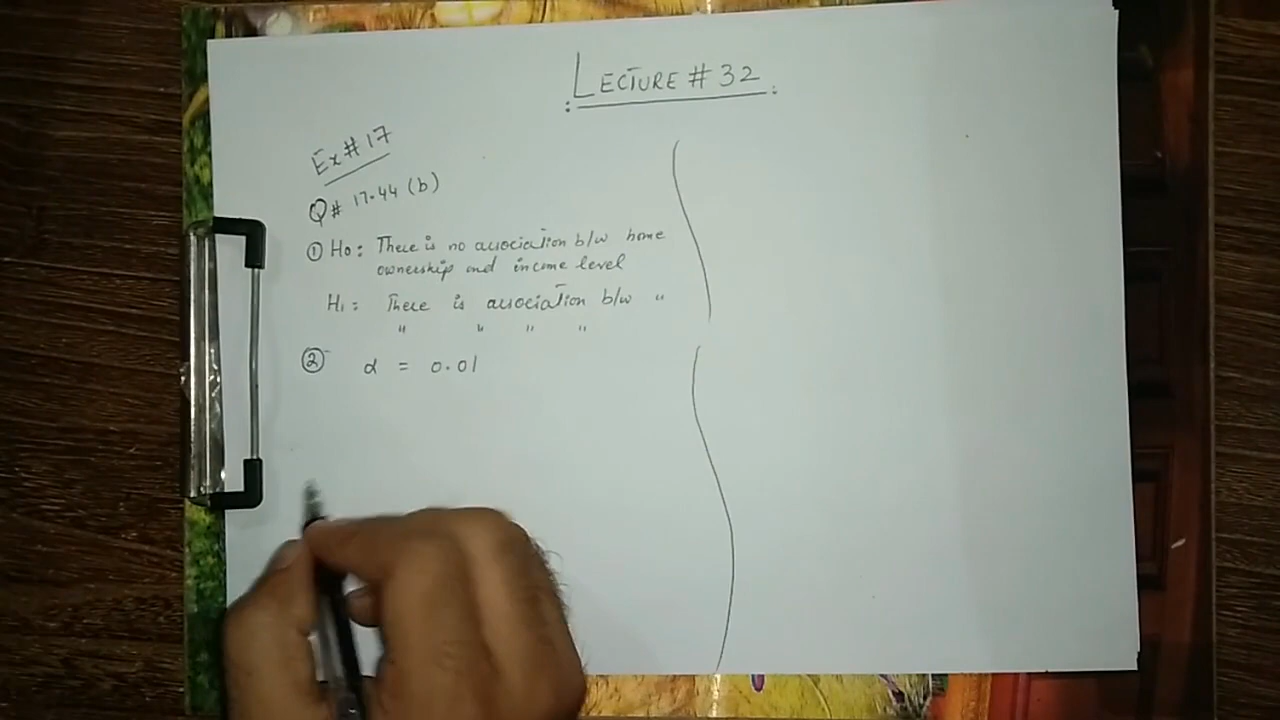 LECTURE # 32
Ex # 17
Q# 17.44 (b)
① H0 : There is no association b/w home
ownership and income level
H1 : There is association b/w "
" " " "
② α = 0.01